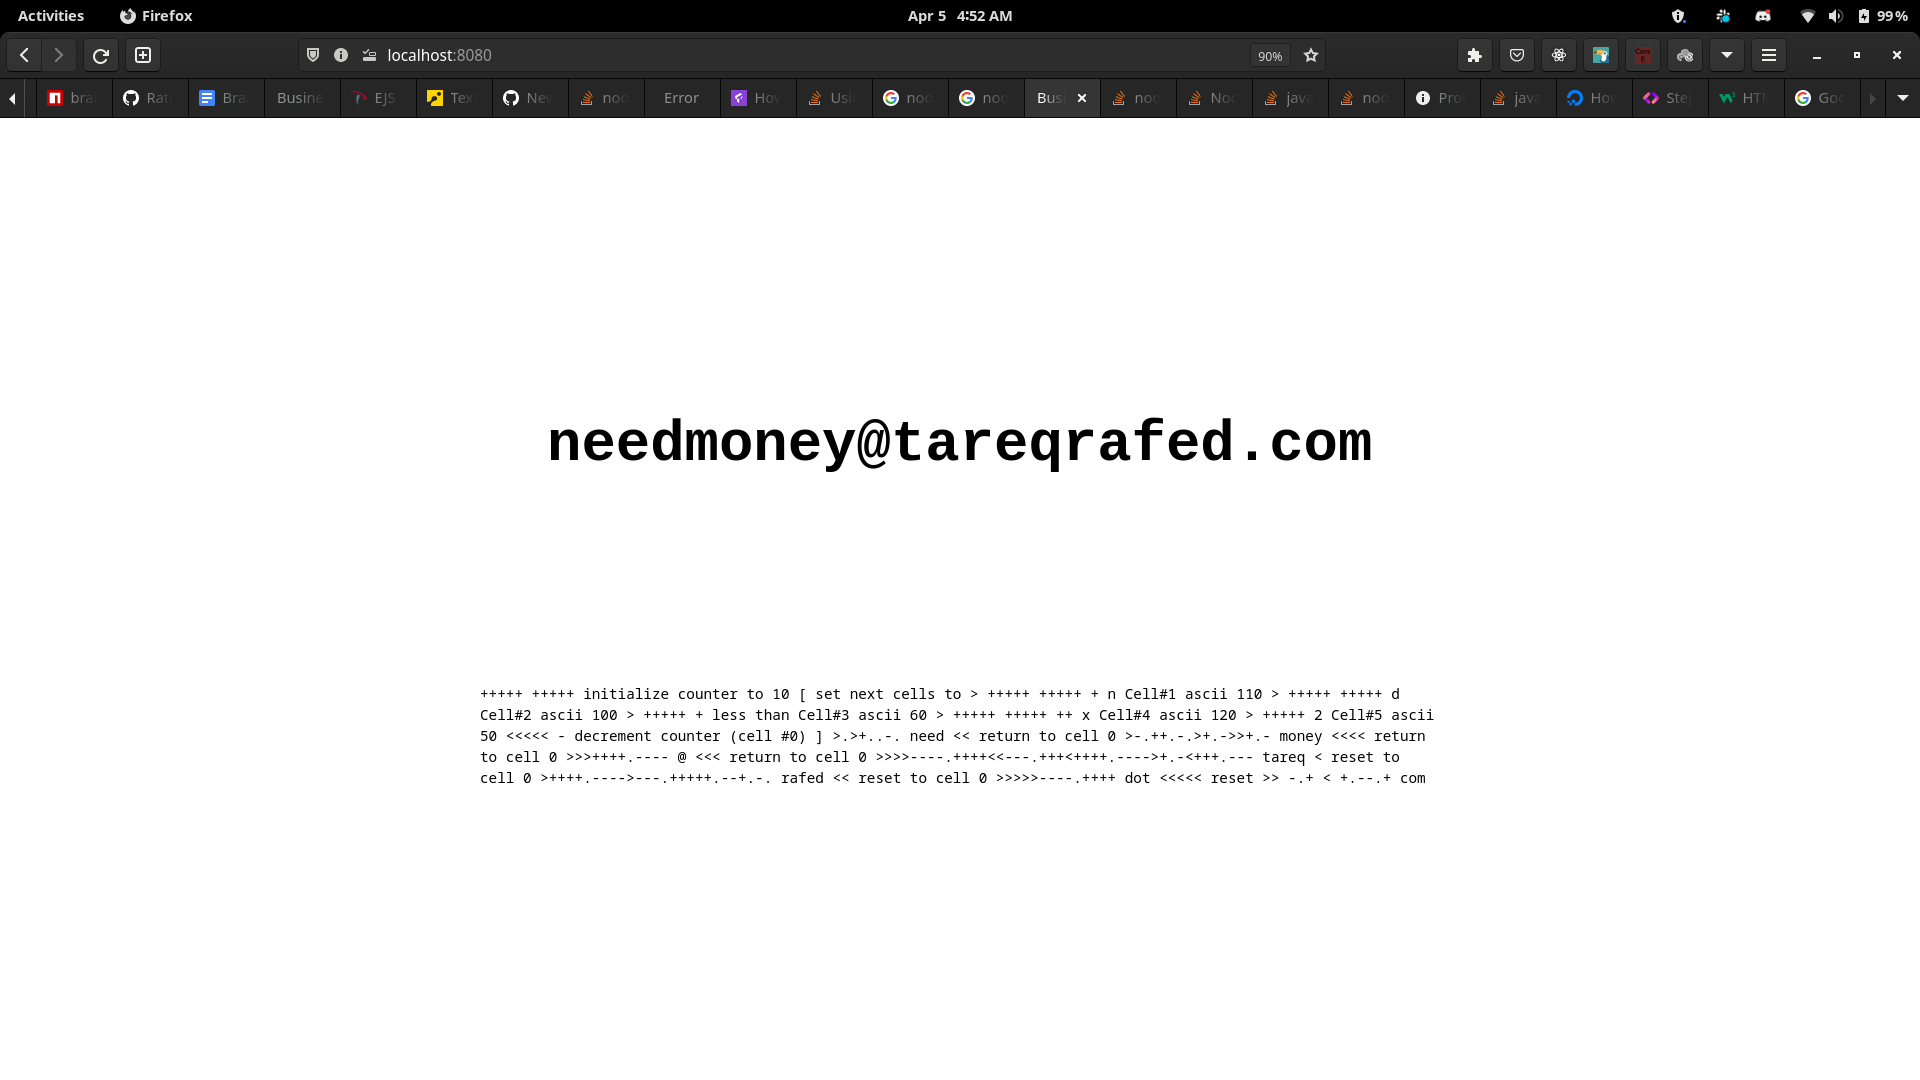 Activities Firefox Apr 5 4:52 AM 99%
localhost:8080 90%
bra Rat Bra Busine EJS Tex Nev noc Error Hov Usi noc noc Bus noc Noc java noc Pro java Hov Ste HTM Goo
needmoney@tareqrafed.com
+++++ +++++ initialize counter to 10 [ set next cells to > +++++ +++++ + n Cell#1 ascii 110 > +++++ +++++ d
Cell#2 ascii 100 > +++++ + less than Cell#3 ascii 60 > +++++ +++++ ++ x Cell#4 ascii 120 > +++++ 2 Cell#5 ascii
50 <<<<< - decrement counter (cell #0) ] >.>+..-. need << return to cell 0 >-.++.-.>+.->>+.- money <<<< return
to cell 0 >>>++++.---- @ <<< return to cell 0 >>>>----.++++<<---.+++<++++.---->+.-<+++.--- tareq < reset to
cell 0 >++++.---->---.+++++.--+.-. rafed << reset to cell 0 >>>>>----.++++ dot <<<<< reset >> -.+ < +.--.+ com